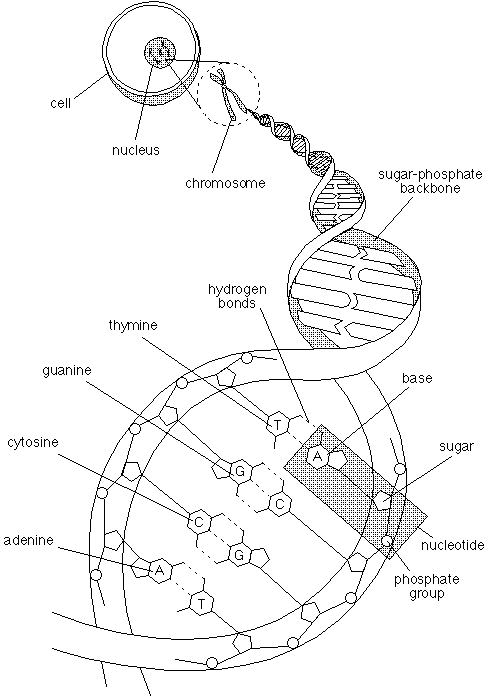 cell
nucleus
chromosome
sugar-phosphate
backbone
hydrogen
bonds
thymine
guanine
base
T
A
cytosine
G
sugar
C
C
adenine
G
nucleotide
A
phosphate
group
T